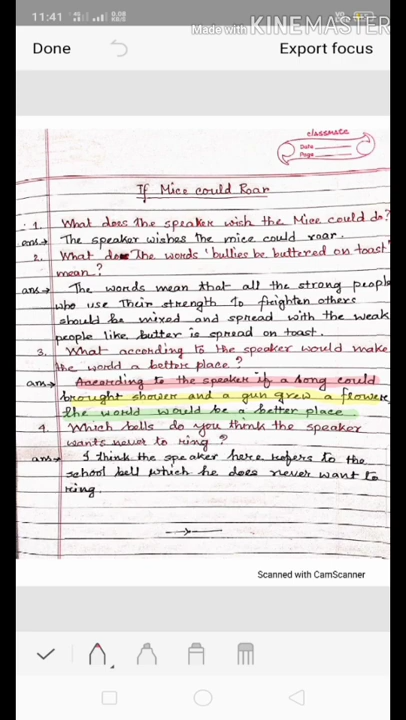 11:41
0.08
KB/S
Made with KINEMASTER
Done
Export focus
classmate
Date
Page
If Mice could Roar
1. What does the speaker wish the Mice could do?
ans→ The speaker wishes the mice could roar.
2. What do the words 'bullies be buttered on toast'
mean?
ans→ The words mean that all the strong people
who use their strength to frighten others
should be mixed and spread with the weak
people like butter is spread on toast.
3. What according to the speaker would make
the world a better place?
ans→ According to the speaker if a song could
brought shower and a gun grew a flower
the world would be a better place
4. Which bells do you think the speaker
wants never to ring?
ans→ I think the speaker here refers to the
school bell which he does never want to
ring.
Scanned with CamScanner